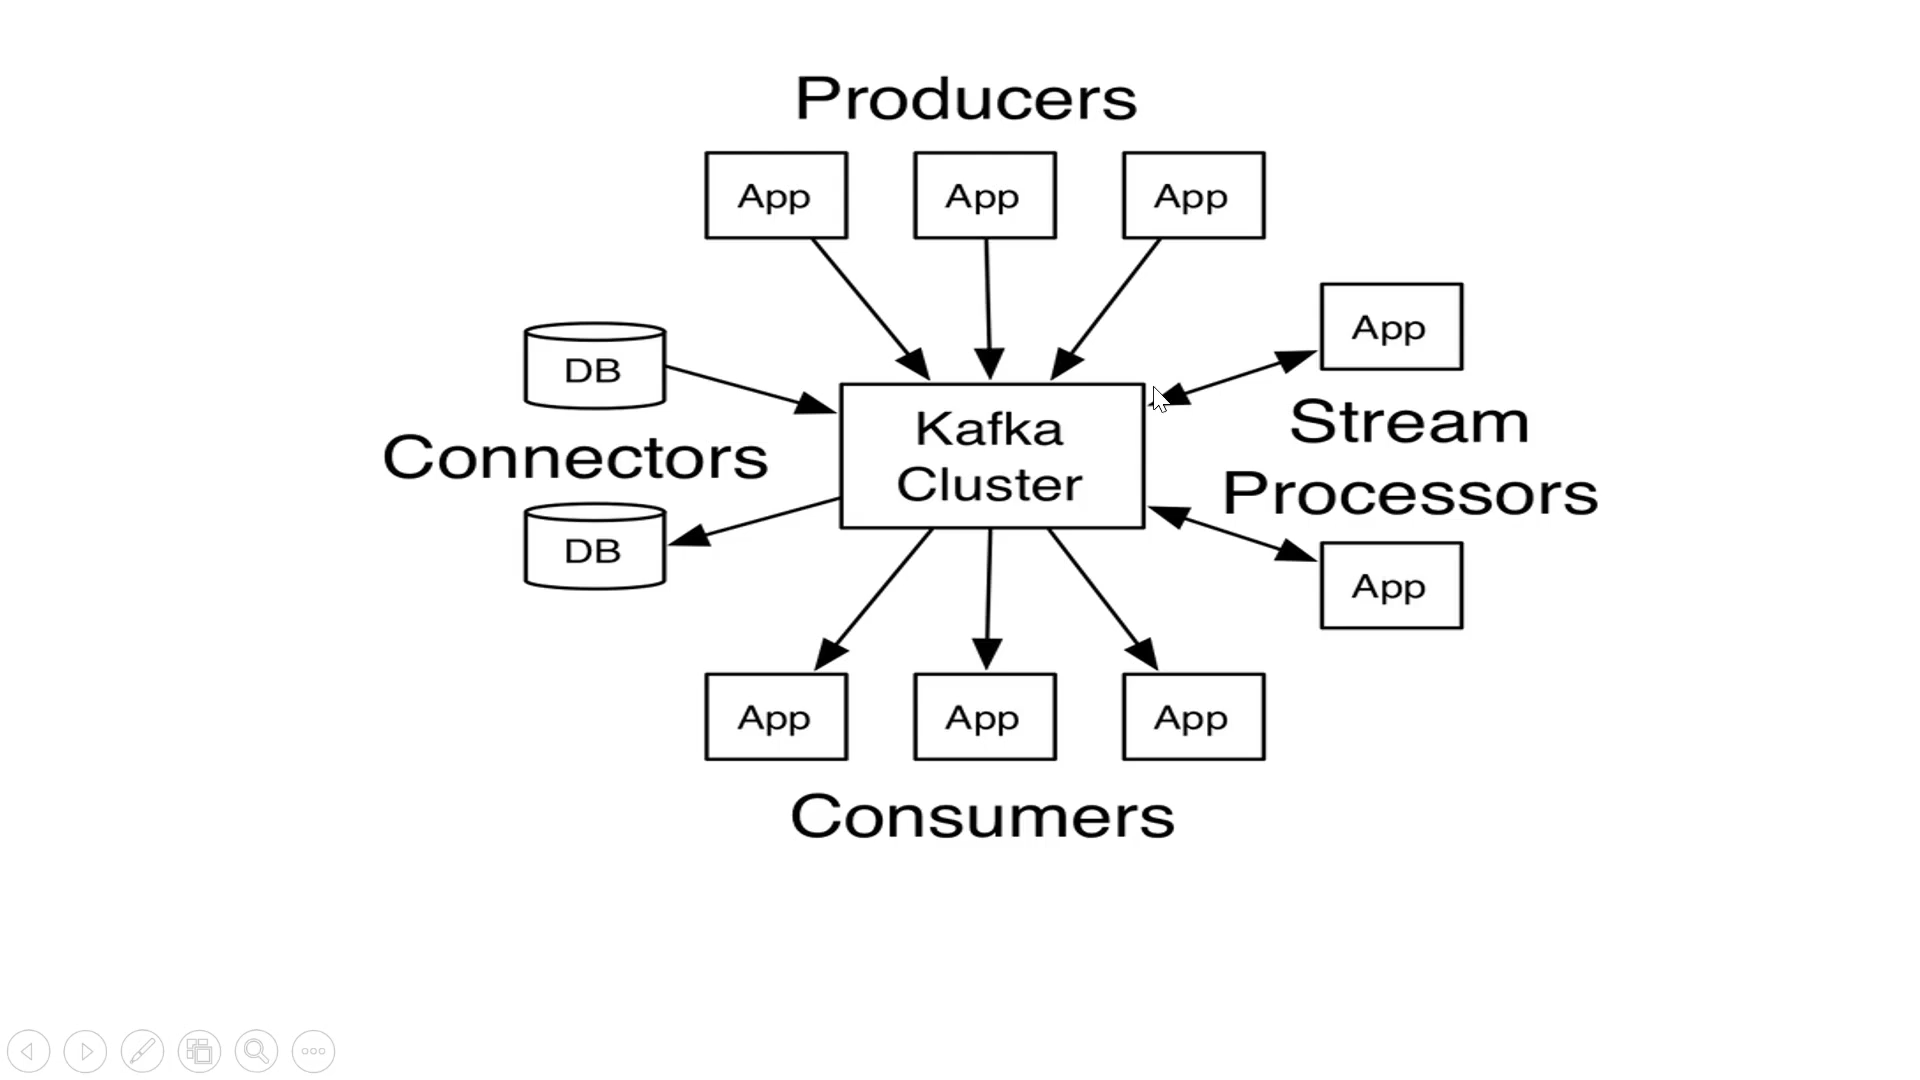 Producers
App
App
App
App
DB
Kafka
Cluster
Connectors
Stream
Processors
DB
App
App
App
App
Consumers